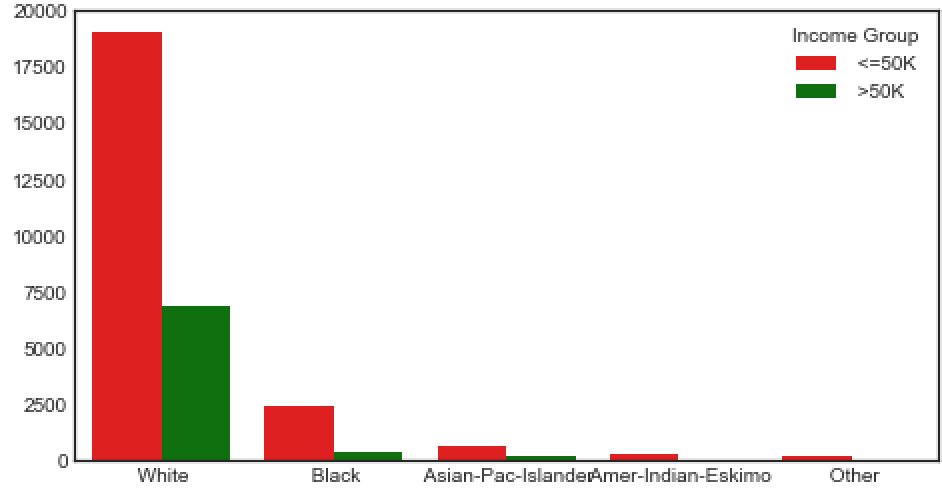 20000
17500
15000
12500
10000
7500
5000
2500
0
Income Group
<=50K
>50K
White Black Asian-Pac-Islander Amer-Indian-Eskimo Other